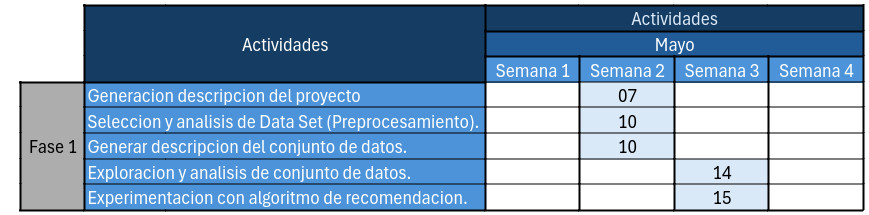 Actividades
Actividades
Mayo
Semana 1 Semana 2 Semana 3 Semana 4
Fase 1
Generacion descripcion del proyecto 07
Seleccion y analisis de Data Set (Preprocesamiento). 10
Generar descripcion del conjunto de datos. 10
Exploracion y analisis de conjunto de datos. 14
Experimentacion con algoritmo de recomendacion. 15